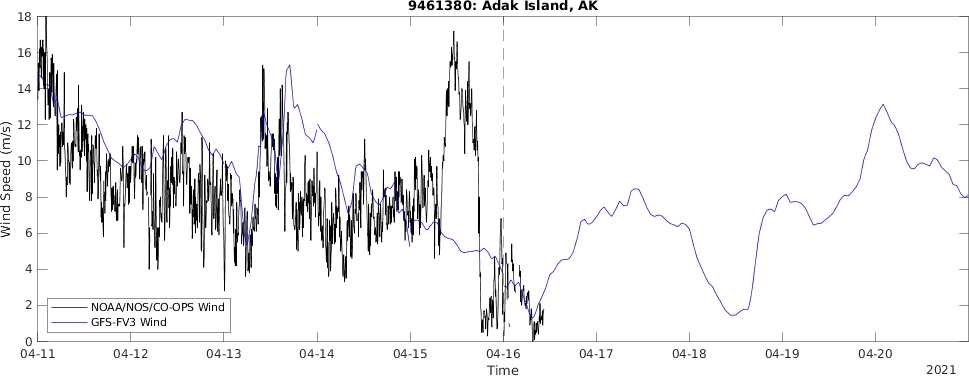 9461380: Adak Island, AK
Wind Speed (m/s)
18
16
14
12
10
8
6
4
2
0
NOAA/NOS/CO-OPS Wind
GFS-FV3 Wind
04-11 04-12 04-13 04-14 04-15 04-16 04-17 04-18 04-19 04-20
Time
2021